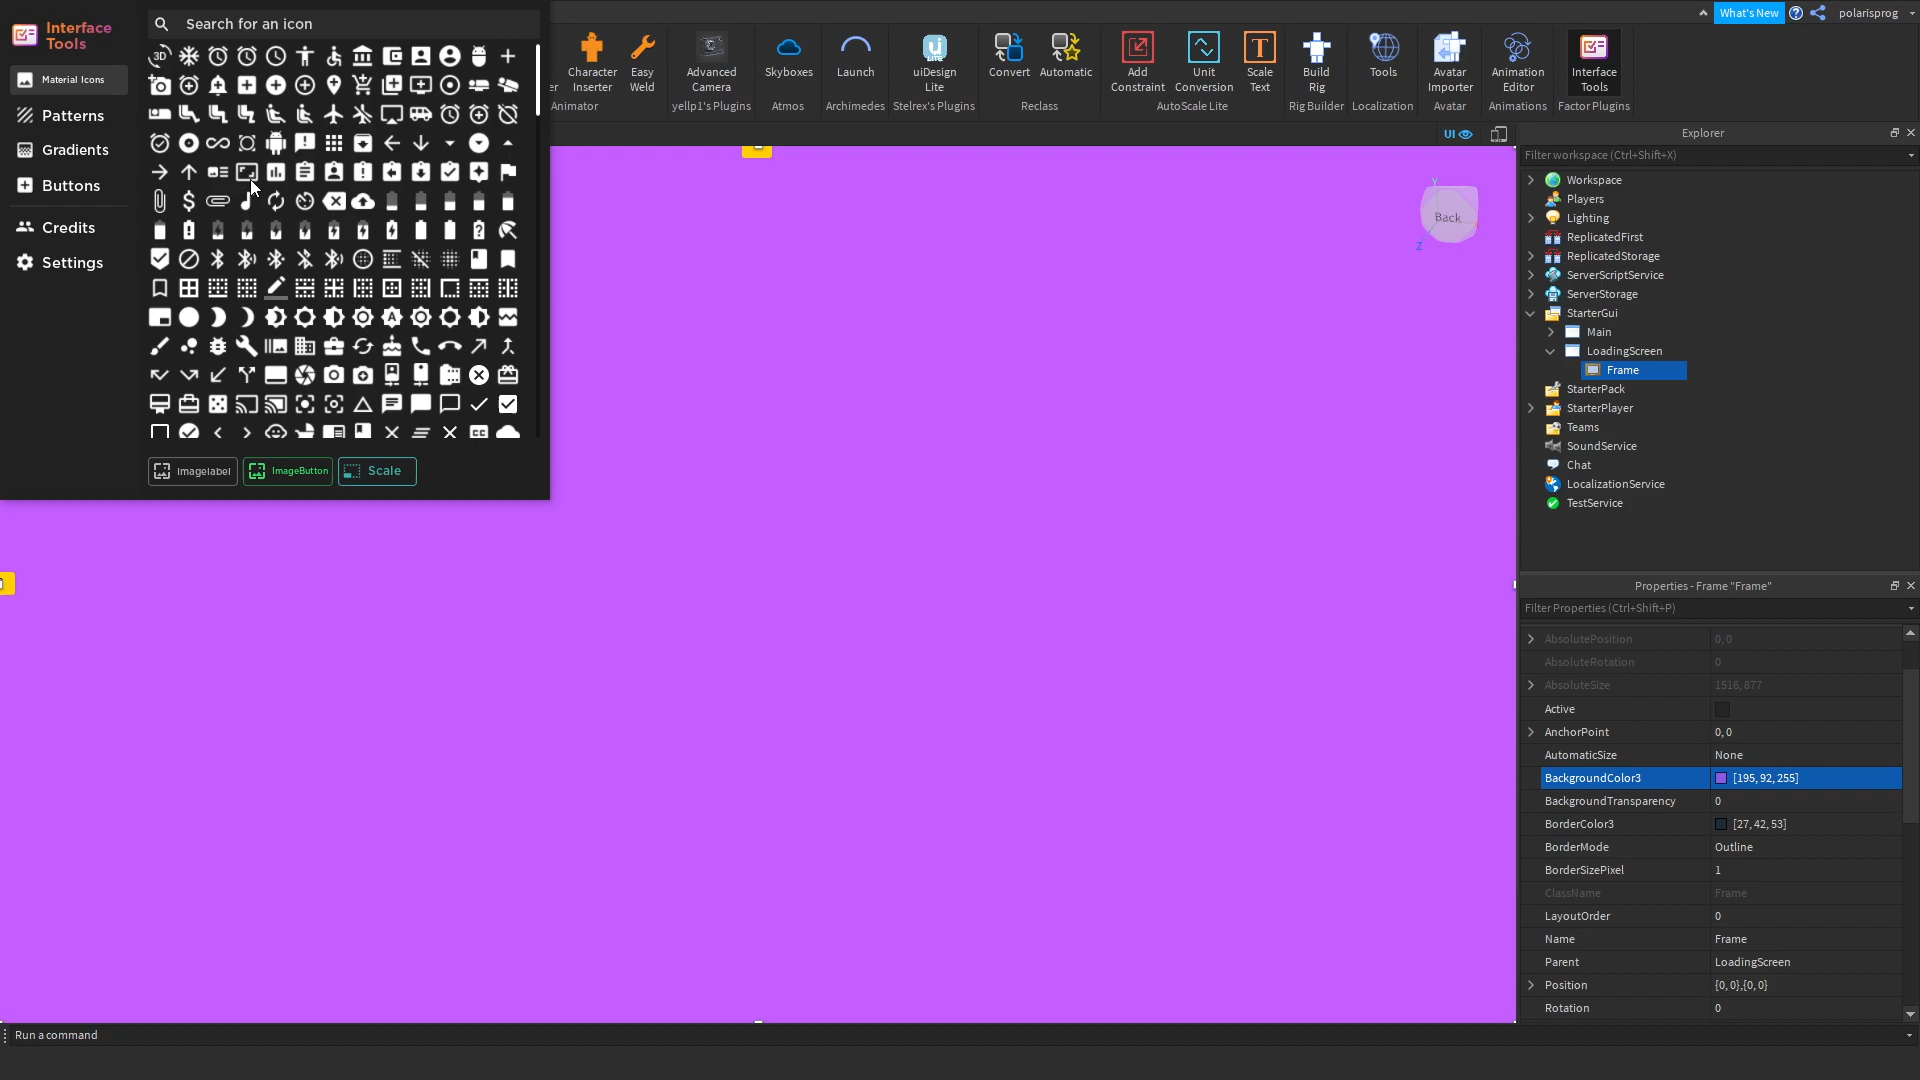 Interface
Tools
Search for an icon
Material Icons
Patterns
Gradients
Buttons
Credits
Settings
Imagelabel
ImageButton
Scale
What's New
polarisprog
er
Character
Inserter
Easy
Weld
Animator
Advanced
Camera
yellp1's Plugins
Skyboxes
Atmos
Launch
Archimedes
uiDesign
Lite
Stelrex's Plugins
Convert
Automatic
Reclass
Add
Constraint
Unit
Conversion
Scale
Text
AutoScale Lite
Build
Rig
Rig Builder
Tools
Localization
Avatar
Importer
Avatar
Animation
Editor
Animations
Interface
Tools
Factor Plugins
UI
Y
Back
Z
Explorer
Filter workspace (Ctrl+Shift+X)
Workspace
Players
Lighting
ReplicatedFirst
ReplicatedStorage
ServerScriptService
ServerStorage
StarterGui
Main
LoadingScreen
Frame
StarterPack
StarterPlayer
Teams
SoundService
Chat
LocalizationService
TestService
Properties - Frame "Frame"
Filter Properties (Ctrl+Shift+P)
AbsolutePosition 0, 0
AbsoluteRotation 0
AbsoluteSize 1516, 877
Active
AnchorPoint 0, 0
AutomaticSize None
BackgroundColor3 [195, 92, 255]
BackgroundTransparency 0
BorderColor3 [27, 42, 53]
BorderMode Outline
BorderSizePixel 1
ClassName Frame
LayoutOrder 0
Name Frame
Parent LoadingScreen
Position {0, 0},{0, 0}
Rotation 0
Run a command